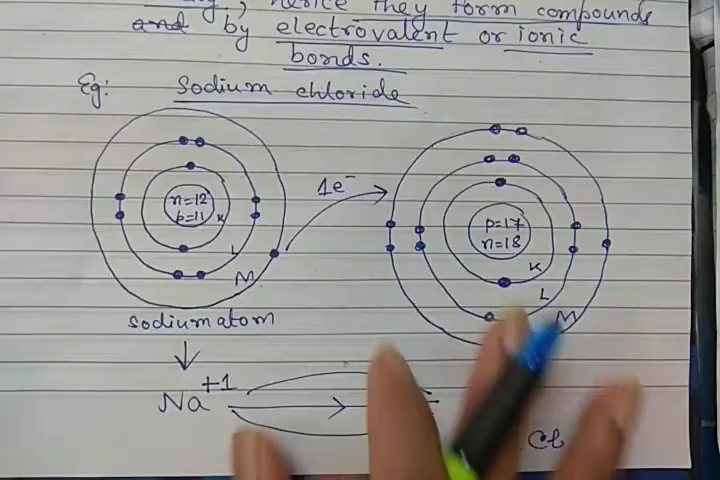 hence they form compounds
and by electrovalent or ionic
bonds.
Eg: Sodium chloride
n=12
p=11 K
L
M
1e⁻
p=17
n=18
K
L
M
sodium atom
Na⁺¹
Cl